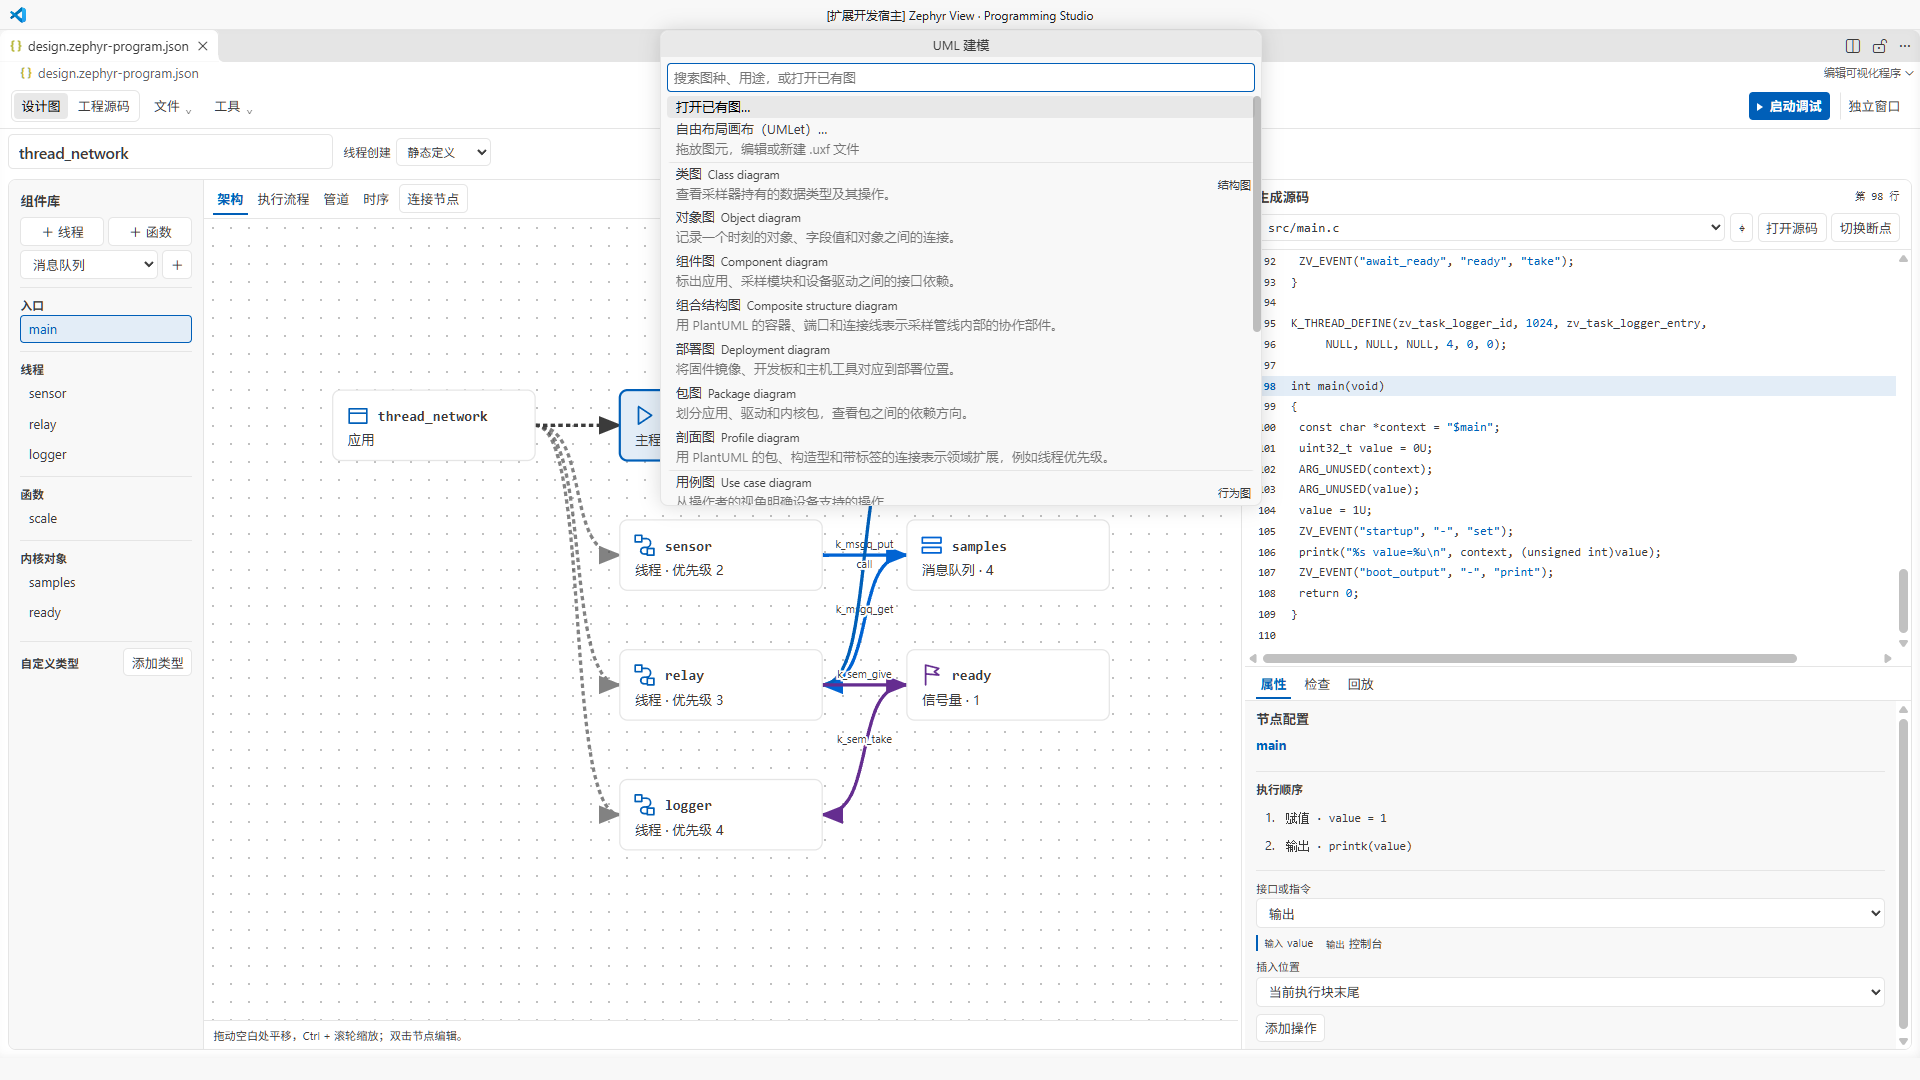 [扩展开发宿主] Zephyr View · Programming Studio
design.zephyr-program.json
design.zephyr-program.json
编辑可视化程序
设计图 工程源码 文件 工具
启动调试 独立窗口
thread_network
线程创建 静态定义
组件库
线程 函数
消息队列
入口
main
线程
sensor
relay
logger
函数
scale
内核对象
samples
ready
自定义类型 添加类型
架构 执行流程 管道 时序 连接节点
thread_network
应用
主程
sensor
线程 · 优先级 2
k_msgq_put
call
samples
消息队列 · 4
k_msgq_get
relay
线程 · 优先级 3
k_sem_give
ready
信号量 · 1
k_sem_take
logger
线程 · 优先级 4
拖动空白处平移，Ctrl + 滚轮缩放；双击节点编辑。
UML 建模
搜索图种、用途，或打开已有图
打开已有图...
自由布局画布（UMLet）...
拖放图元，编辑或新建 .uxf 文件
类图 Class diagram
结构图
查看采样器持有的数据类型及其操作。
对象图 Object diagram
记录一个时刻的对象、字段值和对象之间的连接。
组件图 Component diagram
标出应用、采样模块和设备驱动之间的接口依赖。
组合结构图 Composite structure diagram
用 PlantUML 的容器、端口和连接线表示采样管线内部的协作部件。
部署图 Deployment diagram
将固件镜像、开发板和主机工具对应到部署位置。
包图 Package diagram
划分应用、驱动和内核包，查看包之间的依赖方向。
剖面图 Profile diagram
用 PlantUML 的包、构造型和带标签的连接表示领域扩展，例如线程优先级。
用例图 Use case diagram
行为图
从操作者的视角明确设备支持的操作
生成源码
第 98 行
src/main.c
打开源码 切换断点
92 ZV_EVENT("await_ready", "ready", "take");
93 }
94
95 K_THREAD_DEFINE(zv_task_logger_id, 1024, zv_task_logger_entry,
96 NULL, NULL, NULL, 4, 0, 0);
97
98 int main(void)
99 {
100 const char *context = "$main";
101 uint32_t value = 0U;
102 ARG_UNUSED(context);
103 ARG_UNUSED(value);
104 value = 1U;
105 ZV_EVENT("startup", "-", "set");
106 printk("%s value=%u\n", context, (unsigned int)value);
107 ZV_EVENT("boot_output", "-", "print");
108 return 0;
109 }
110
属性 检查 回放
节点配置
main
执行顺序
1. 赋值 · value = 1
2. 输出 · printk(value)
接口或指令
输出
输入 value 输出 控制台
插入位置
当前执行块末尾
添加操作